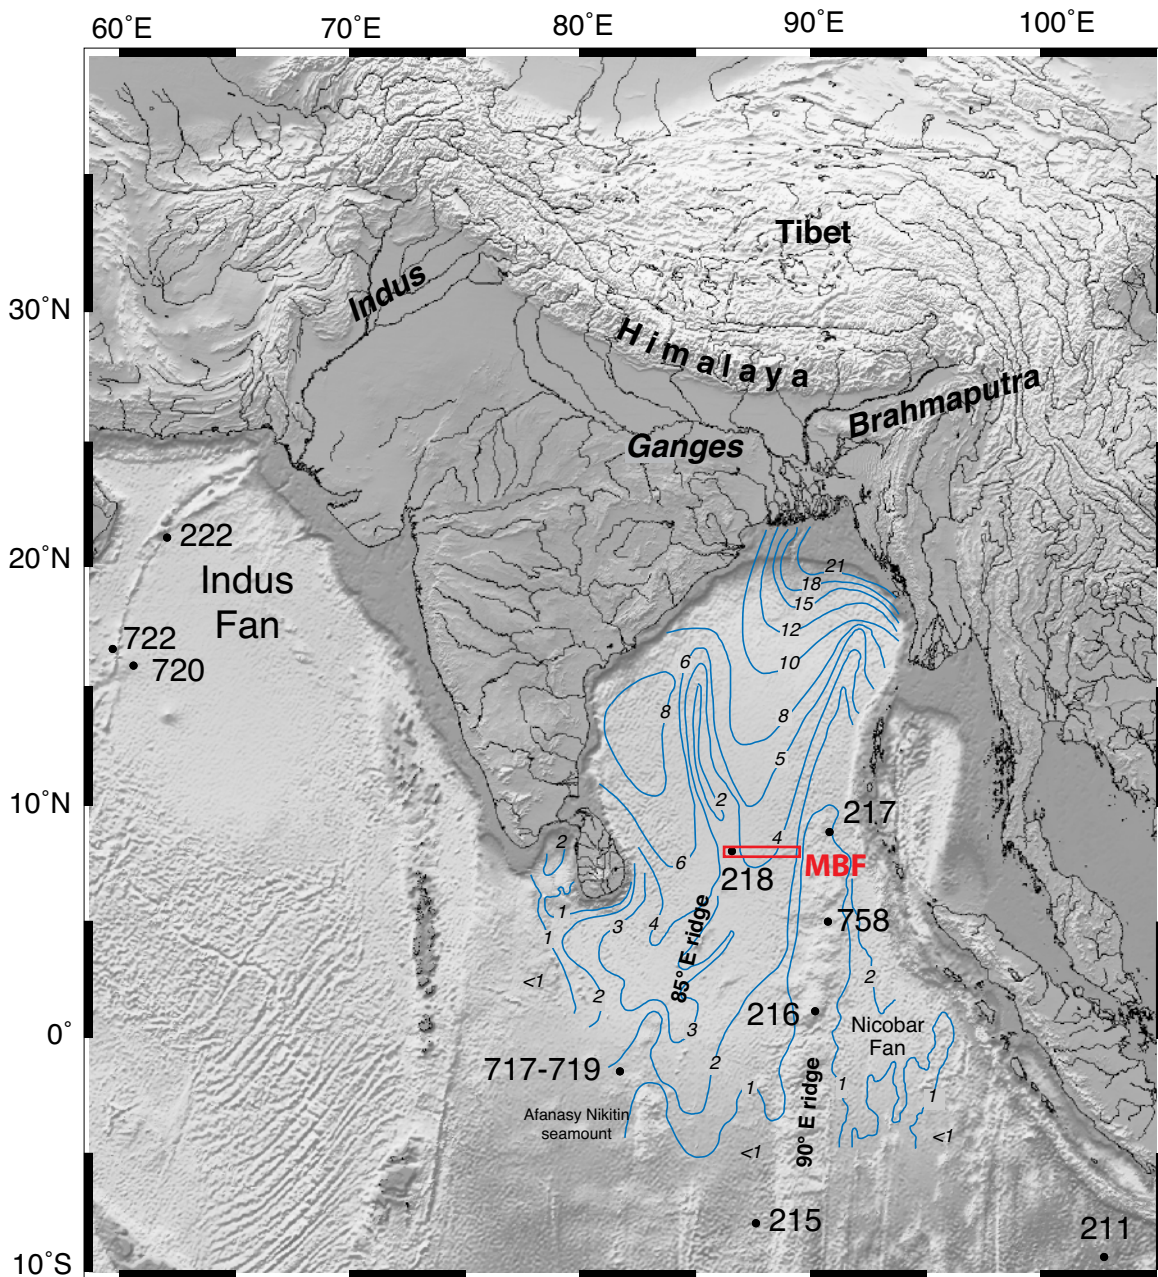 60°E 70°E 80°E 90°E 100°E
Tibet
Indus
30°N
Himalaya
Brahmaputra
Ganges
222
20°N
Indus
Fan
21
18
15
12
722
720
10
6
8
8
5
2
10°N
217
4
2
6
MBF
218
1
3
4
758
1
85° E ridge
<1
2
2
216
Nicobar
Fan
0°
3
2
717-719
1
1
1
90° E ridge
Afanasy Nikitin
seamount
<1
<1
215
211
10°S